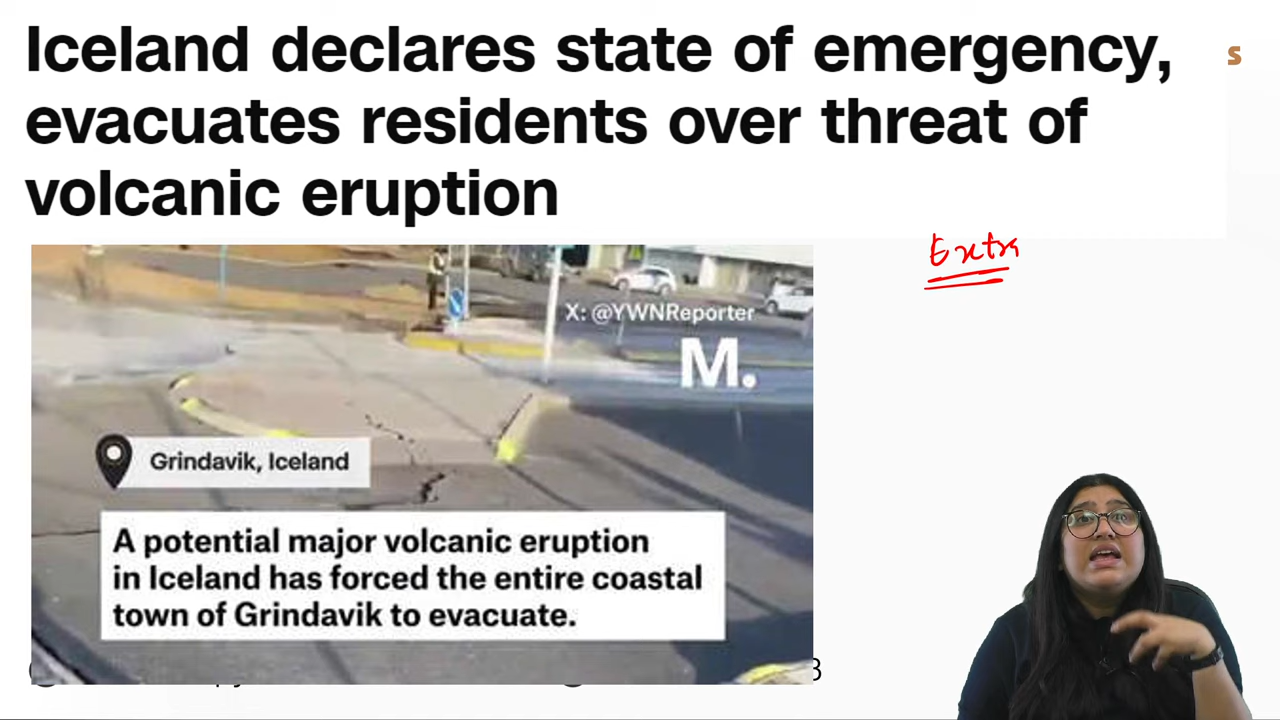 Iceland declares state of emergency,
evacuates residents over threat of
volcanic eruption
s
Extra
X: @YWNReporter
M.
Grindavik, Iceland
A potential major volcanic eruption
in Iceland has forced the entire coastal
town of Grindavik to evacuate.
3